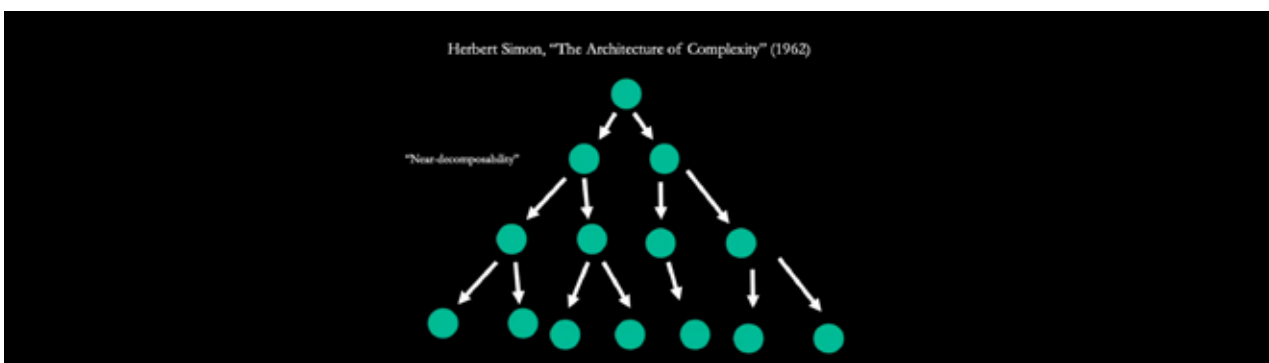 Herbert Simon, “The Architecture of Complexity” (1962)
“Near-decomposability”